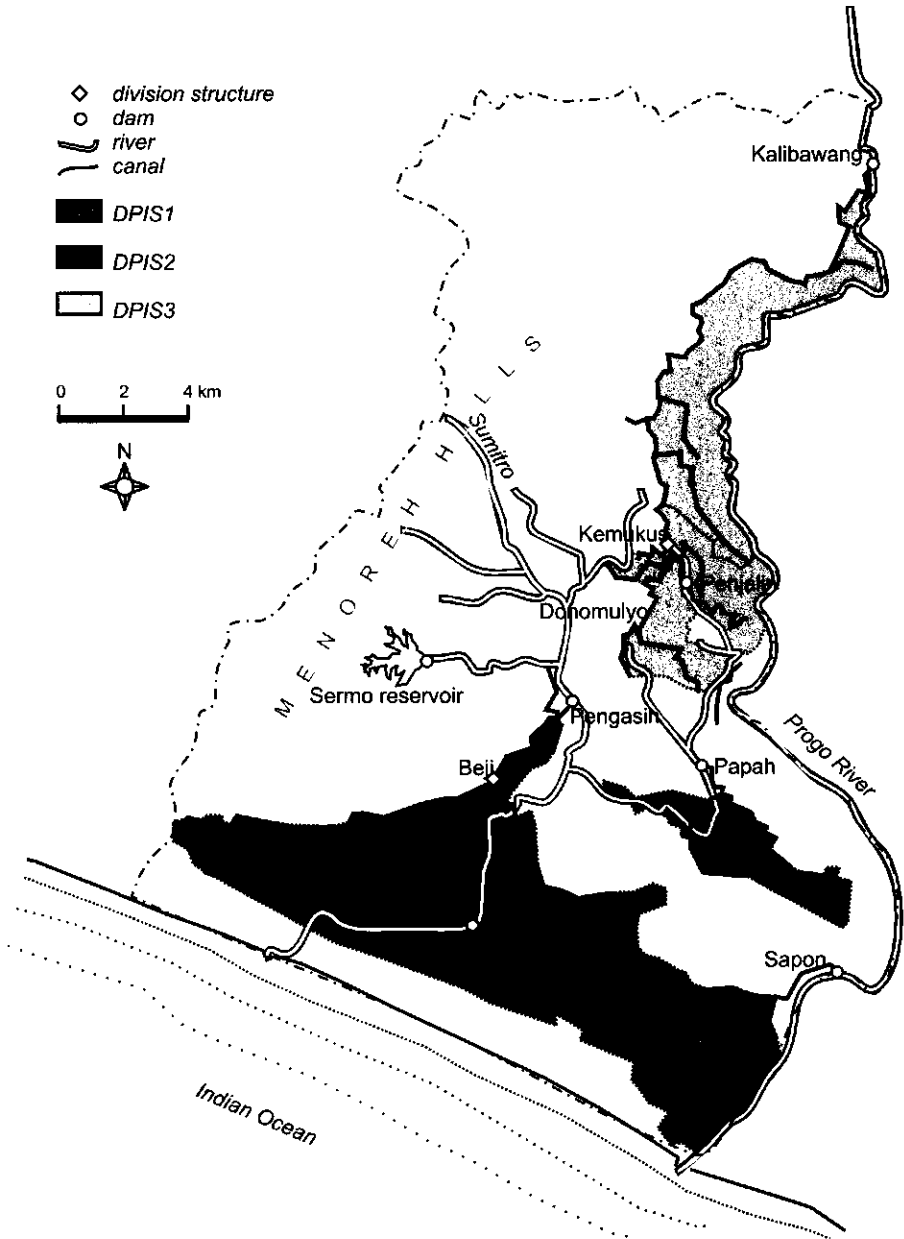 division structure
dam
river
canal
DPIS1
DPIS2
DPIS3
0 2 4 km
N
Kalibawang
MENOREH HILLS
Sumitro
Kemukus
Penjalin
Donomulyo
Sermo reservoir
Pengasih
Beji
Papah
Progo River
Sapon
Indian Ocean